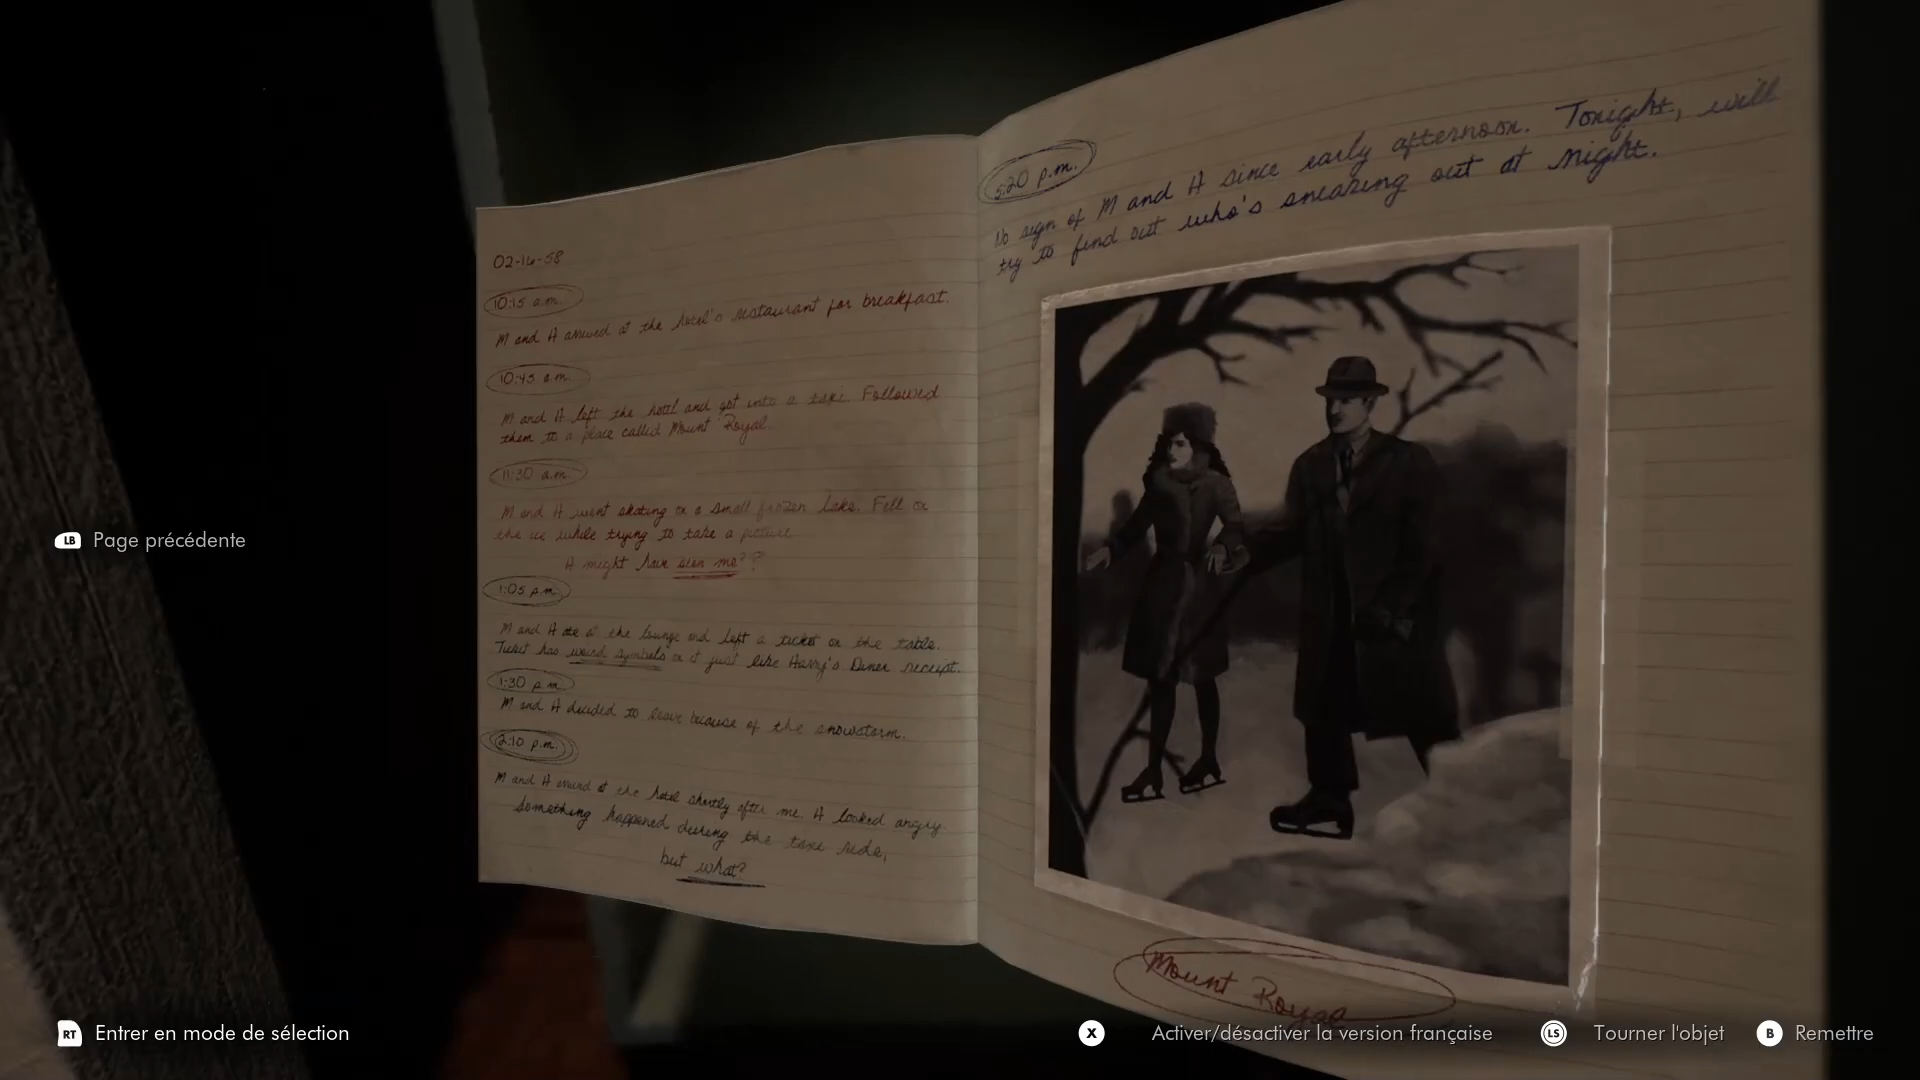 02-16-58
10:15 a.m.
M and A arrived at the hotel's restaurant for breakfast.
10:45 a.m.
M and A left the hotel and got into a taxi. Followed
them to a place called Mount Royal.
11:30 a.m.
M and A went skating on a small frozen lake. Fell on
the ice while trying to take a picture
A might have seen me??
1:05 p.m.
M and A ate at the lounge and left a ticket on the table.
Ticket has weird symbols on it just like Harry's Diner receipt.
1:30 p.m.
M and A decided to leave because of the snowstorm.
2:10 p.m.
M and A arrived at the hotel shortly after me. A looked angry.
Something happened during the taxi ride,
but what?
5:20 p.m.
No sign of M and A since early afternoon. Tonight, will
try to find out who's sneaking out at night.
Mount Royal
LB Page précédente
RT Entrer en mode de sélection
X Activer/désactiver la version française
LS Tourner l'objet
B Remettre